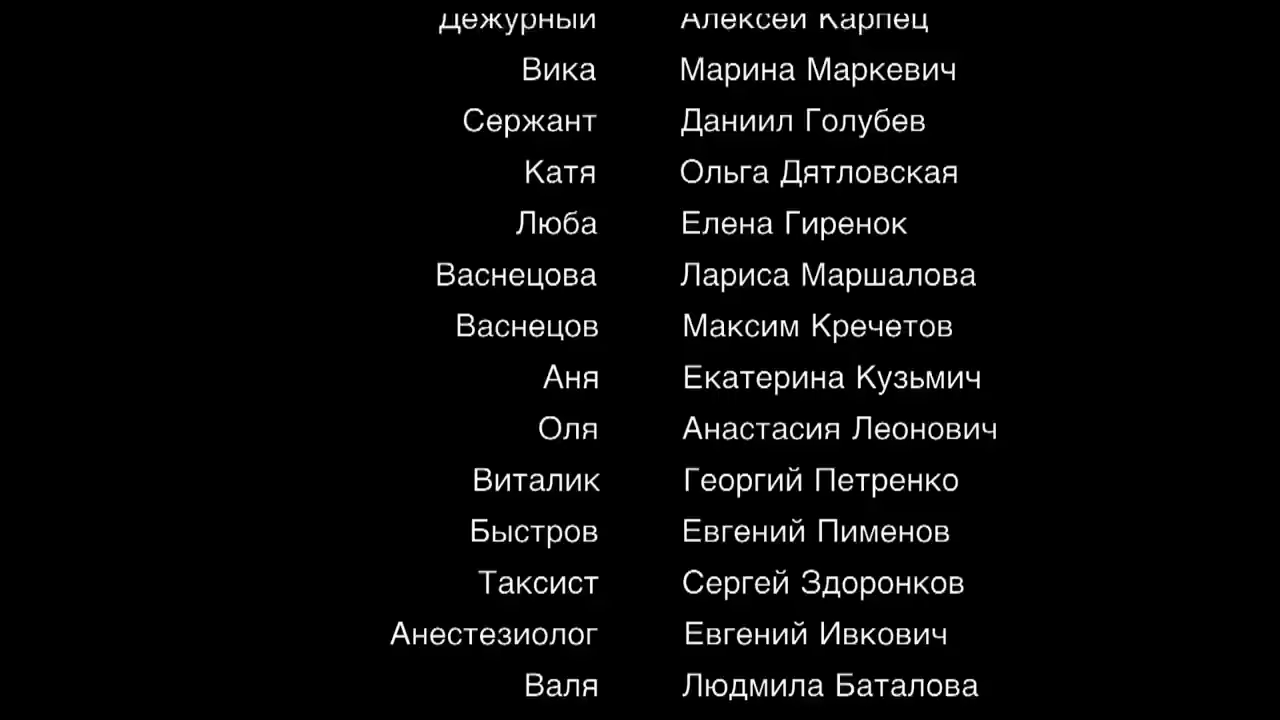 Дежурный Алексей Карпец
Вика Марина Маркевич
Сержант Даниил Голубев
Катя Ольга Дятловская
Люба Елена Гиренок
Васнецова Лариса Маршалова
Васнецов Максим Кречетов
Аня Екатерина Кузьмич
Оля Анастасия Леонович
Виталик Георгий Петренко
Быстров Евгений Пименов
Таксист Сергей Здоронков
Анестезиолог Евгений Ивкович
Валя Людмила Баталова